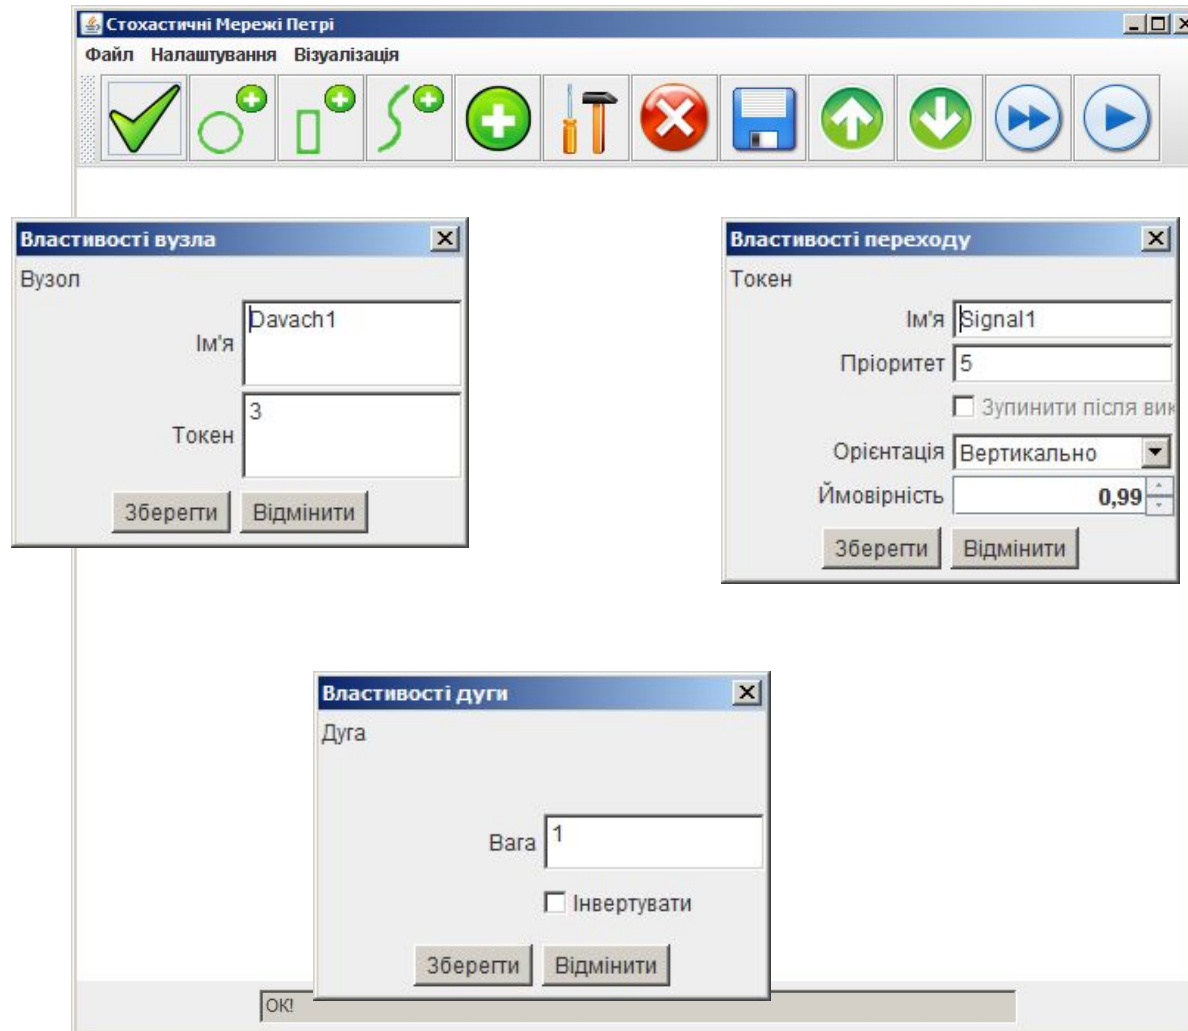 Стохастичні Мережі Петрі
Файл Налаштування Візуалізація
Властивості вузла
Вузол
Ім'я Davach1
Токен 3
Зберегти Відмінити
Властивості переходу
Токен
Ім'я Signal1
Пріоритет 5
Зупинити після вик
Орієнтація Вертикально
Ймовірність 0,99
Зберегти Відмінити
Властивості дуги
Дуга
Вага 1
Інвертувати
Зберегти Відмінити
OK!